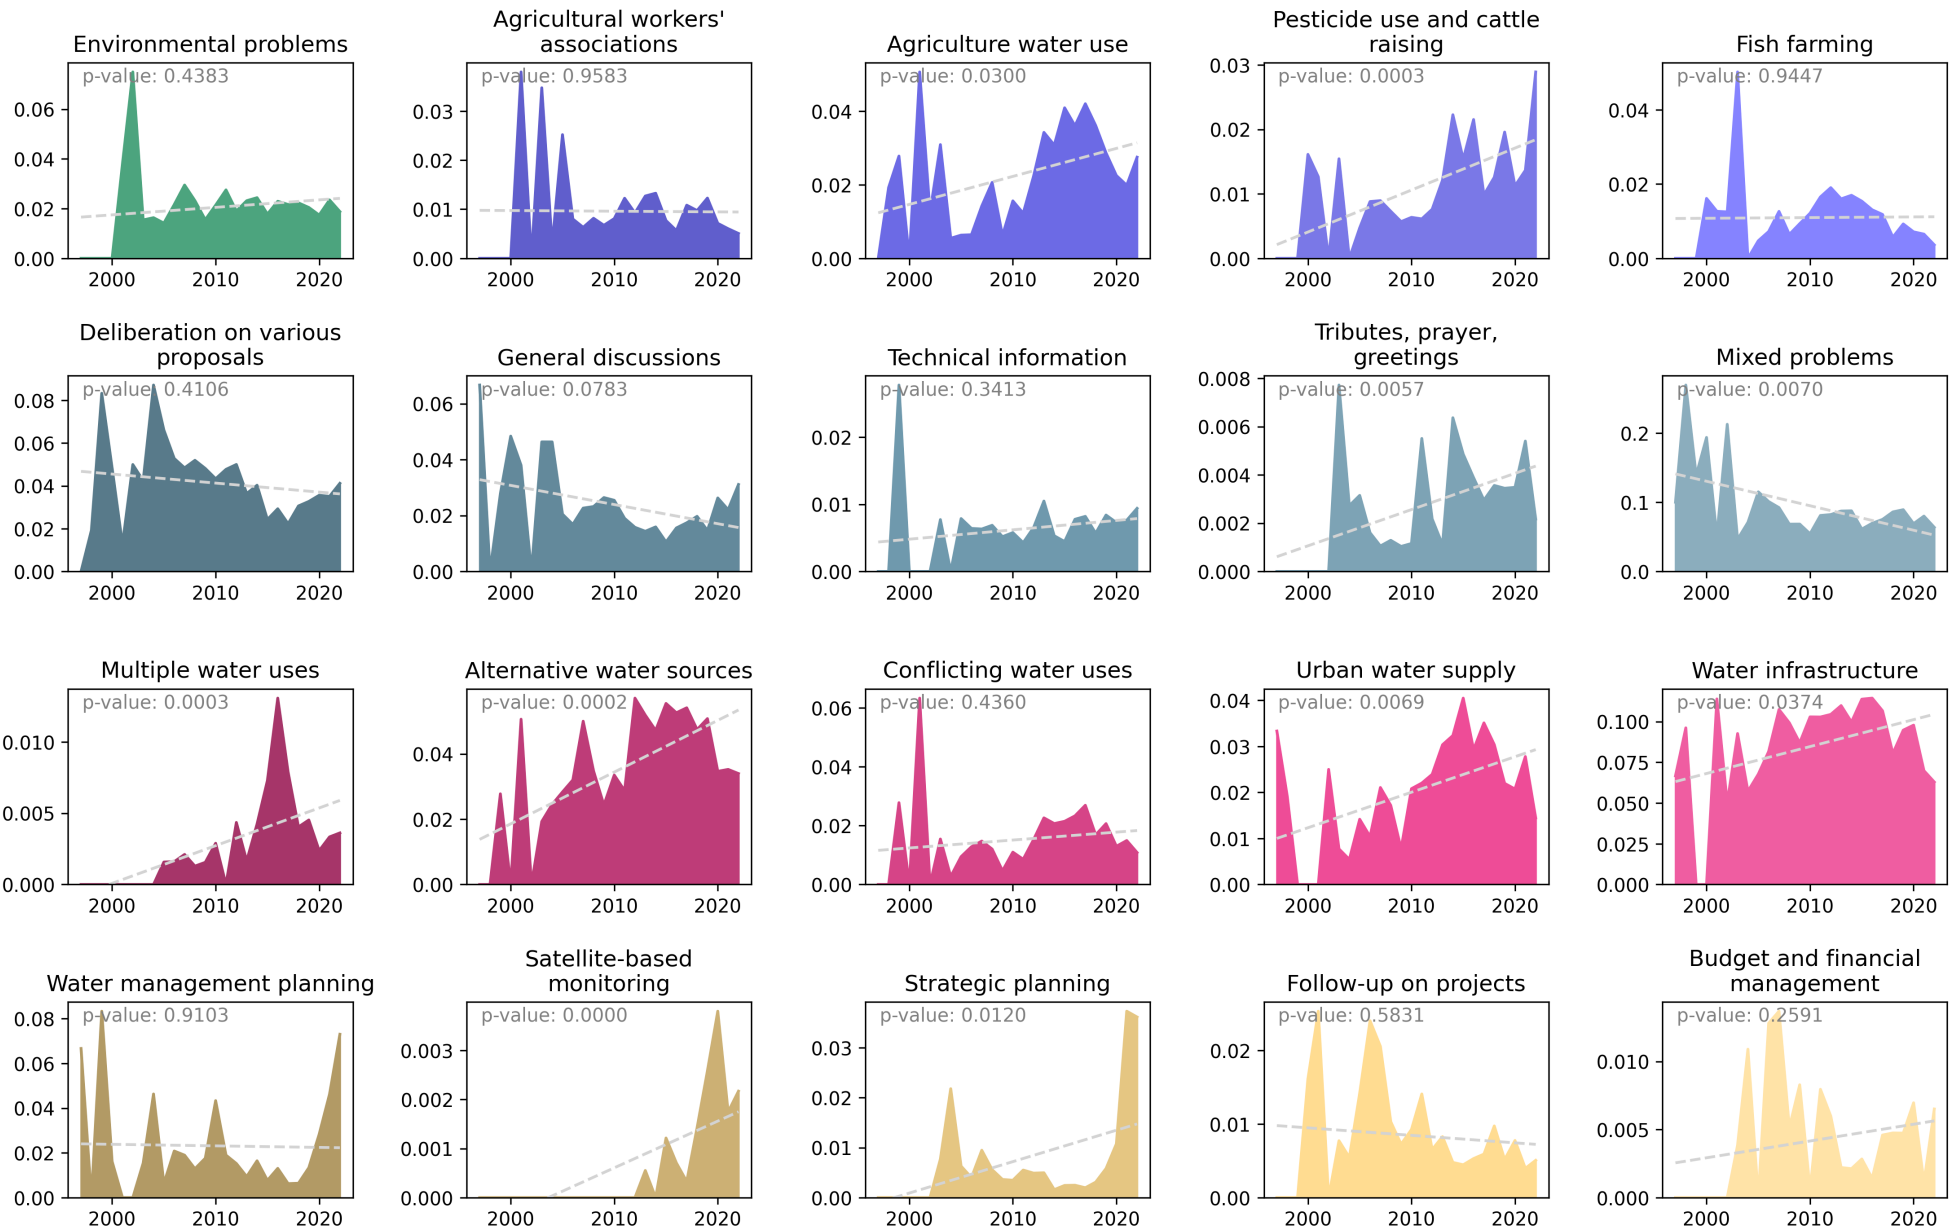 Environmental problems
p-value: 0.4383
0.06
0.04
0.02
0.00
2000 2010 2020
Agricultural workers'
associations
p-value: 0.9583
0.03
0.02
0.01
0.00
2000 2010 2020
Agriculture water use
p-value: 0.0300
0.04
0.02
0.00
2000 2010 2020
Pesticide use and cattle
raising
p-value: 0.0003
0.03
0.02
0.01
0.00
2000 2010 2020
Fish farming
p-value: 0.9447
0.04
0.02
0.00
2000 2010 2020
Deliberation on various
proposals
p-value: 0.4106
0.08
0.06
0.04
0.02
0.00
2000 2010 2020
General discussions
p-value: 0.0783
0.06
0.04
0.02
0.00
2000 2010 2020
Technical information
p-value: 0.3413
0.02
0.01
0.00
2000 2010 2020
Tributes, prayer,
greetings
p-value: 0.0057
0.008
0.006
0.004
0.002
0.000
2000 2010 2020
Mixed problems
p-value: 0.0070
0.2
0.1
0.0
2000 2010 2020
Multiple water uses
p-value: 0.0003
0.010
0.005
0.000
2000 2010 2020
Alternative water sources
p-value: 0.0002
0.04
0.02
0.00
2000 2010 2020
Conflicting water uses
p-value: 0.4360
0.06
0.04
0.02
0.00
2000 2010 2020
Urban water supply
p-value: 0.0069
0.04
0.03
0.02
0.01
0.00
2000 2010 2020
Water infrastructure
p-value: 0.0374
0.100
0.075
0.050
0.025
0.000
2000 2010 2020
Water management planning
p-value: 0.9103
0.08
0.06
0.04
0.02
0.00
2000 2010 2020
Satellite-based
monitoring
p-value: 0.0000
0.003
0.002
0.001
0.000
2000 2010 2020
Strategic planning
p-value: 0.0120
0.03
0.02
0.01
0.00
2000 2010 2020
Follow-up on projects
p-value: 0.5831
0.02
0.01
0.00
2000 2010 2020
Budget and financial
management
p-value: 0.2591
0.010
0.005
0.000
2000 2010 2020